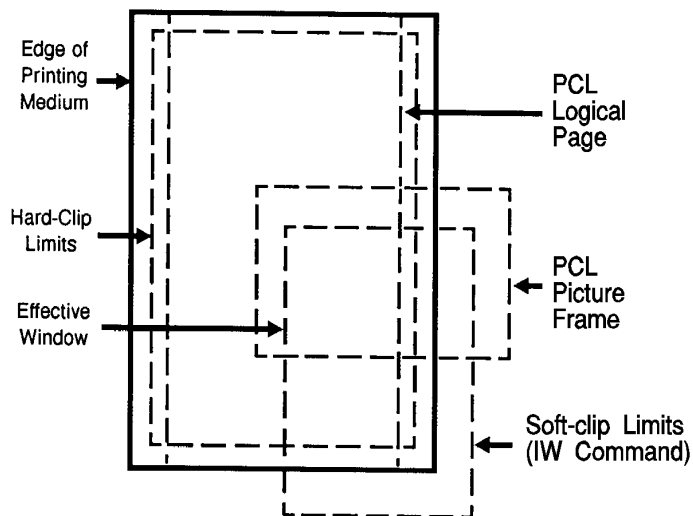 Edge of
Printing
Medium
PCL
Logical
Page
Hard-Clip
Limits
PCL
Picture
Frame
Effective
Window
Soft-clip Limits
(IW Command)